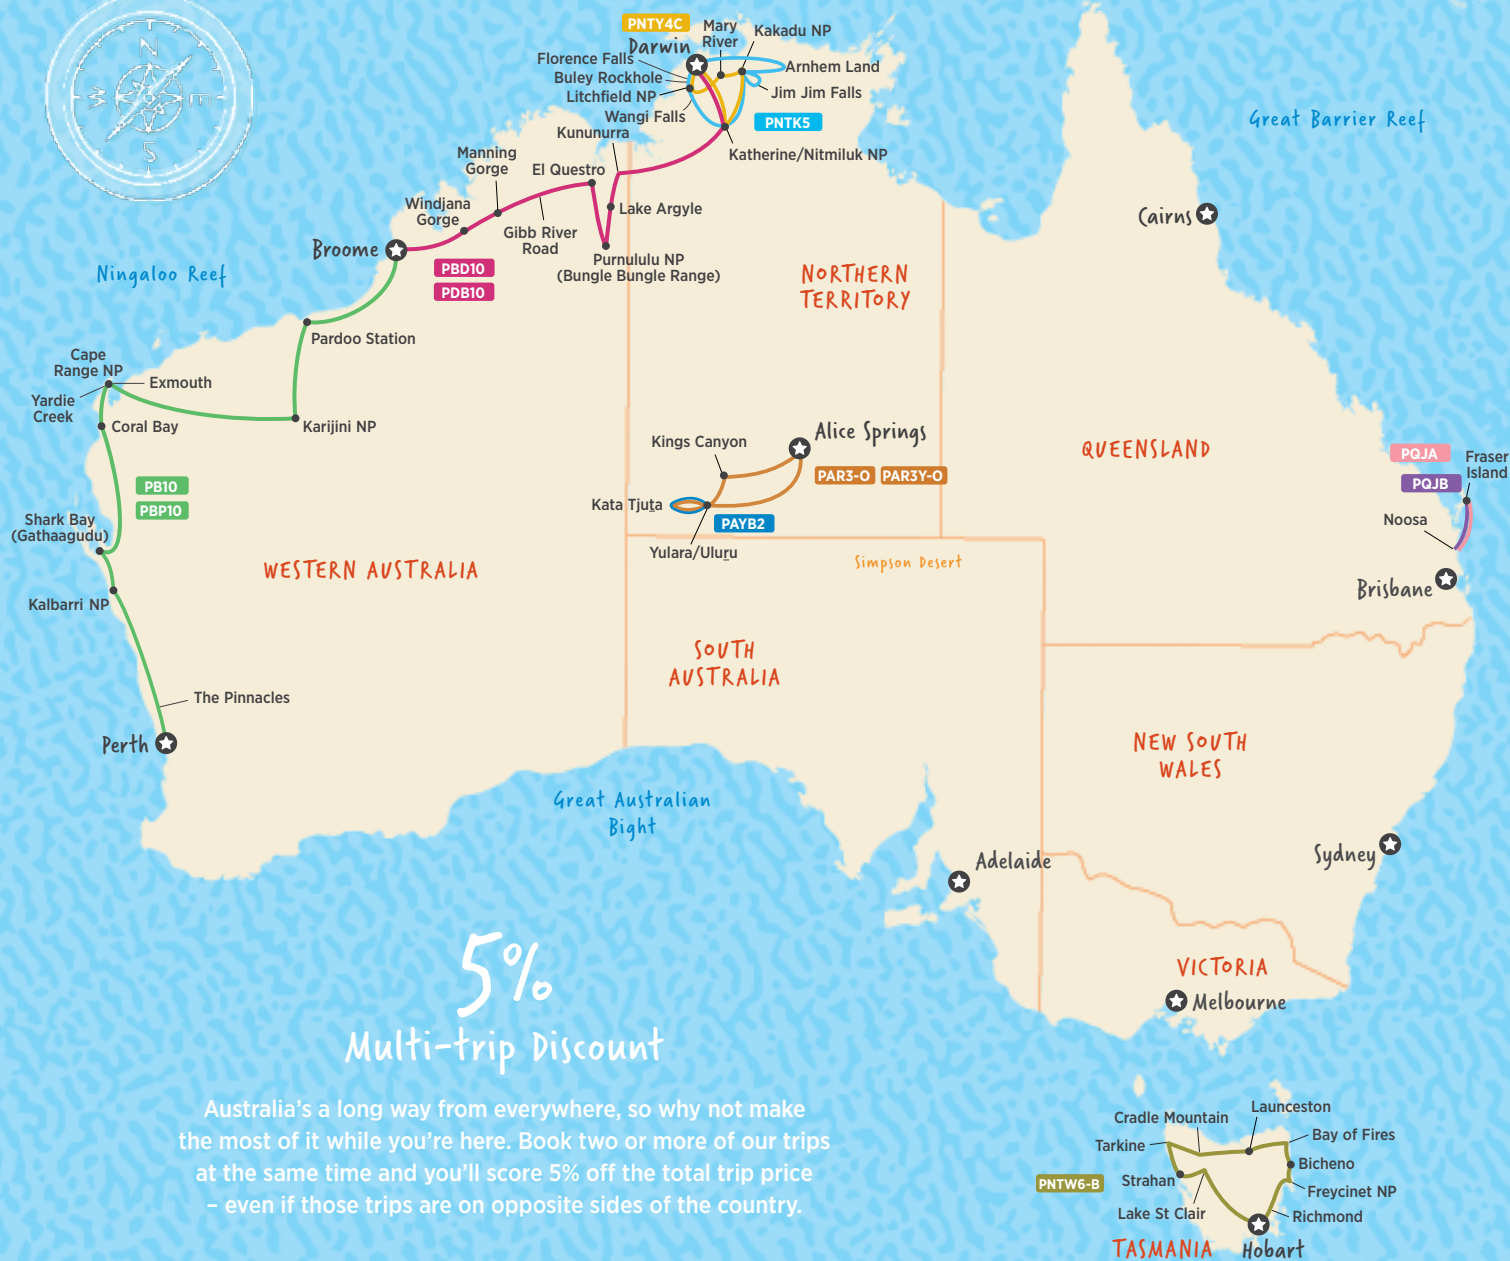 N
E
S
W
PNTY4C
Darwin
Mary
River
Kakadu NP
Florence Falls
Buley Rockhole
Litchfield NP
Wangi Falls
Arnhem Land
Jim Jim Falls
PNTK5
Kununurra
Katherine/Nitmiluk NP
Manning
Gorge
El Questro
Windjana
Gorge
Gibb River
Road
Lake Argyle
Purnululu NP
(Bungle Bungle Range)
Broome
PBD10
PDB10
Ningaloo Reef
Great Barrier Reef
Cairns
NORTHERN
TERRITORY
Pardoo Station
Cape
Range NP
Exmouth
Yardie
Creek
Coral Bay
Karijini NP
PB10
PBP10
Shark Bay
(Gathaagudu)
Kalbarri NP
WESTERN AUSTRALIA
The Pinnacles
Perth
Kings Canyon
Alice Springs
PAR3-O
PAR3Y-O
Kata Tjuṯa
PAYB2
Yulara/Uluṟu
Simpson Desert
QUEENSLAND
PQJA
PQJB
Fraser
Island
Noosa
Brisbane
SOUTH
AUSTRALIA
NEW SOUTH
WALES
Great Australian
Bight
Adelaide
Sydney
VICTORIA
Melbourne
5%
Multi-trip Discount
Australia’s a long way from everywhere, so why not make
the most of it while you’re here. Book two or more of our trips
at the same time and you’ll score 5% off the total trip price
– even if those trips are on opposite sides of the country.
Cradle Mountain
Launceston
Tarkine
Bay of Fires
Bicheno
PNTW6-B
Strahan
Freycinet NP
Lake St Clair
Richmond
TASMANIA
Hobart